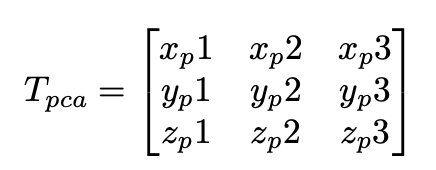 x_p1 x_p2 x_p3
T_pca = y_p1 y_p2 y_p3
z_p1 z_p2 z_p3